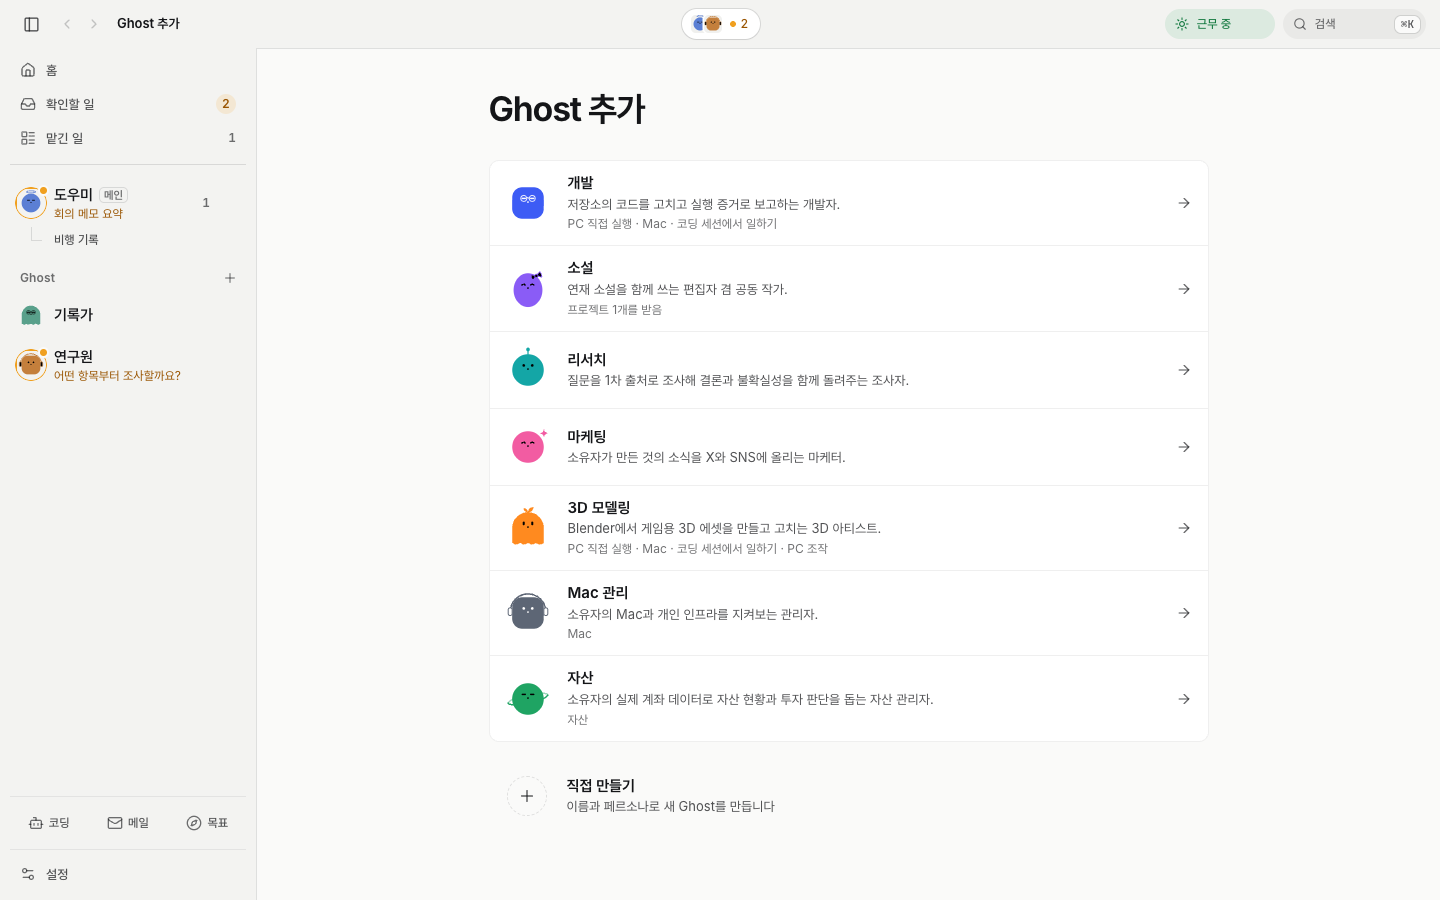 Ghost 추가
2
근무 중
검색
⌘K
홈
확인할 일
2
맡긴 일
1
도우미
메인
회의 메모 요약
1
비행 기록
Ghost
기록가
연구원
어떤 항목부터 조사할까요?
코딩
메일
목표
설정
Ghost 추가
개발
저장소의 코드를 고치고 실행 증거로 보고하는 개발자.
PC 직접 실행 · Mac · 코딩 세션에서 일하기
소설
연재 소설을 함께 쓰는 편집자 겸 공동 작가.
프로젝트 1개를 받음
리서치
질문을 1차 출처로 조사해 결론과 불확실성을 함께 돌려주는 조사자.
마케팅
소유자가 만든 것의 소식을 X와 SNS에 올리는 마케터.
3D 모델링
Blender에서 게임용 3D 에셋을 만들고 고치는 3D 아티스트.
PC 직접 실행 · Mac · 코딩 세션에서 일하기 · PC 조작
Mac 관리
소유자의 Mac과 개인 인프라를 지켜보는 관리자.
Mac
자산
소유자의 실제 계좌 데이터로 자산 현황과 투자 판단을 돕는 자산 관리자.
자산
직접 만들기
이름과 페르소나로 새 Ghost를 만듭니다